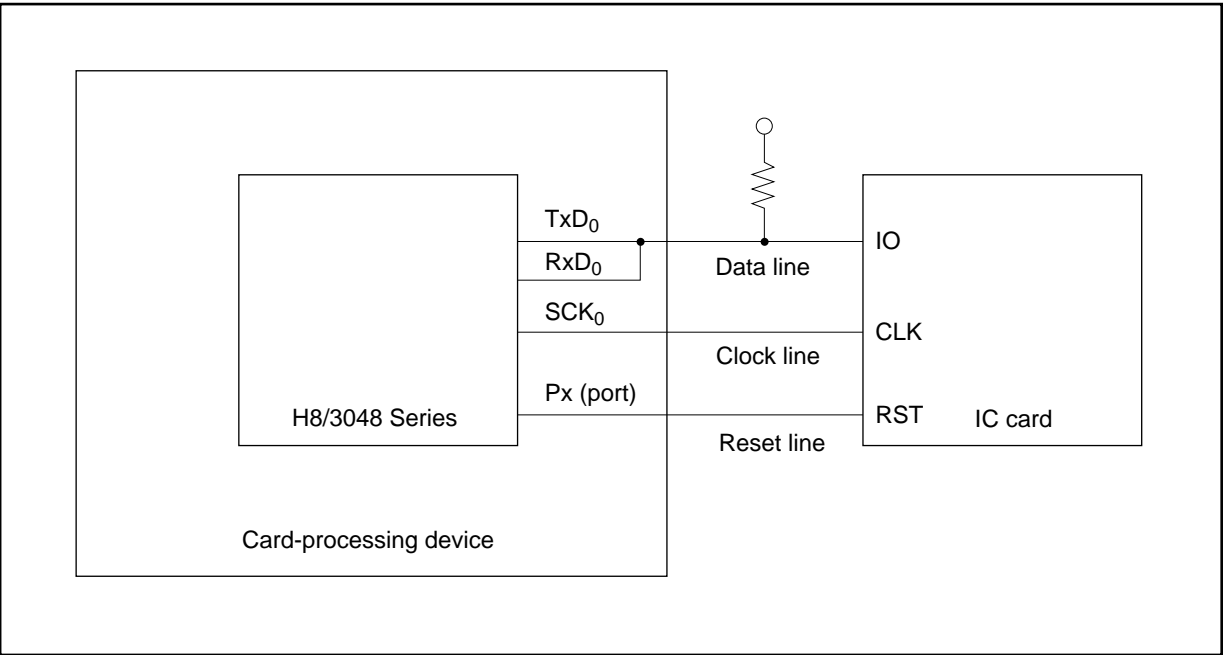 TxD0
IO
RxD0
Data line
SCK0
CLK
Clock line
Px (port)
H8/3048 Series
RST
IC card
Reset line
Card-processing device